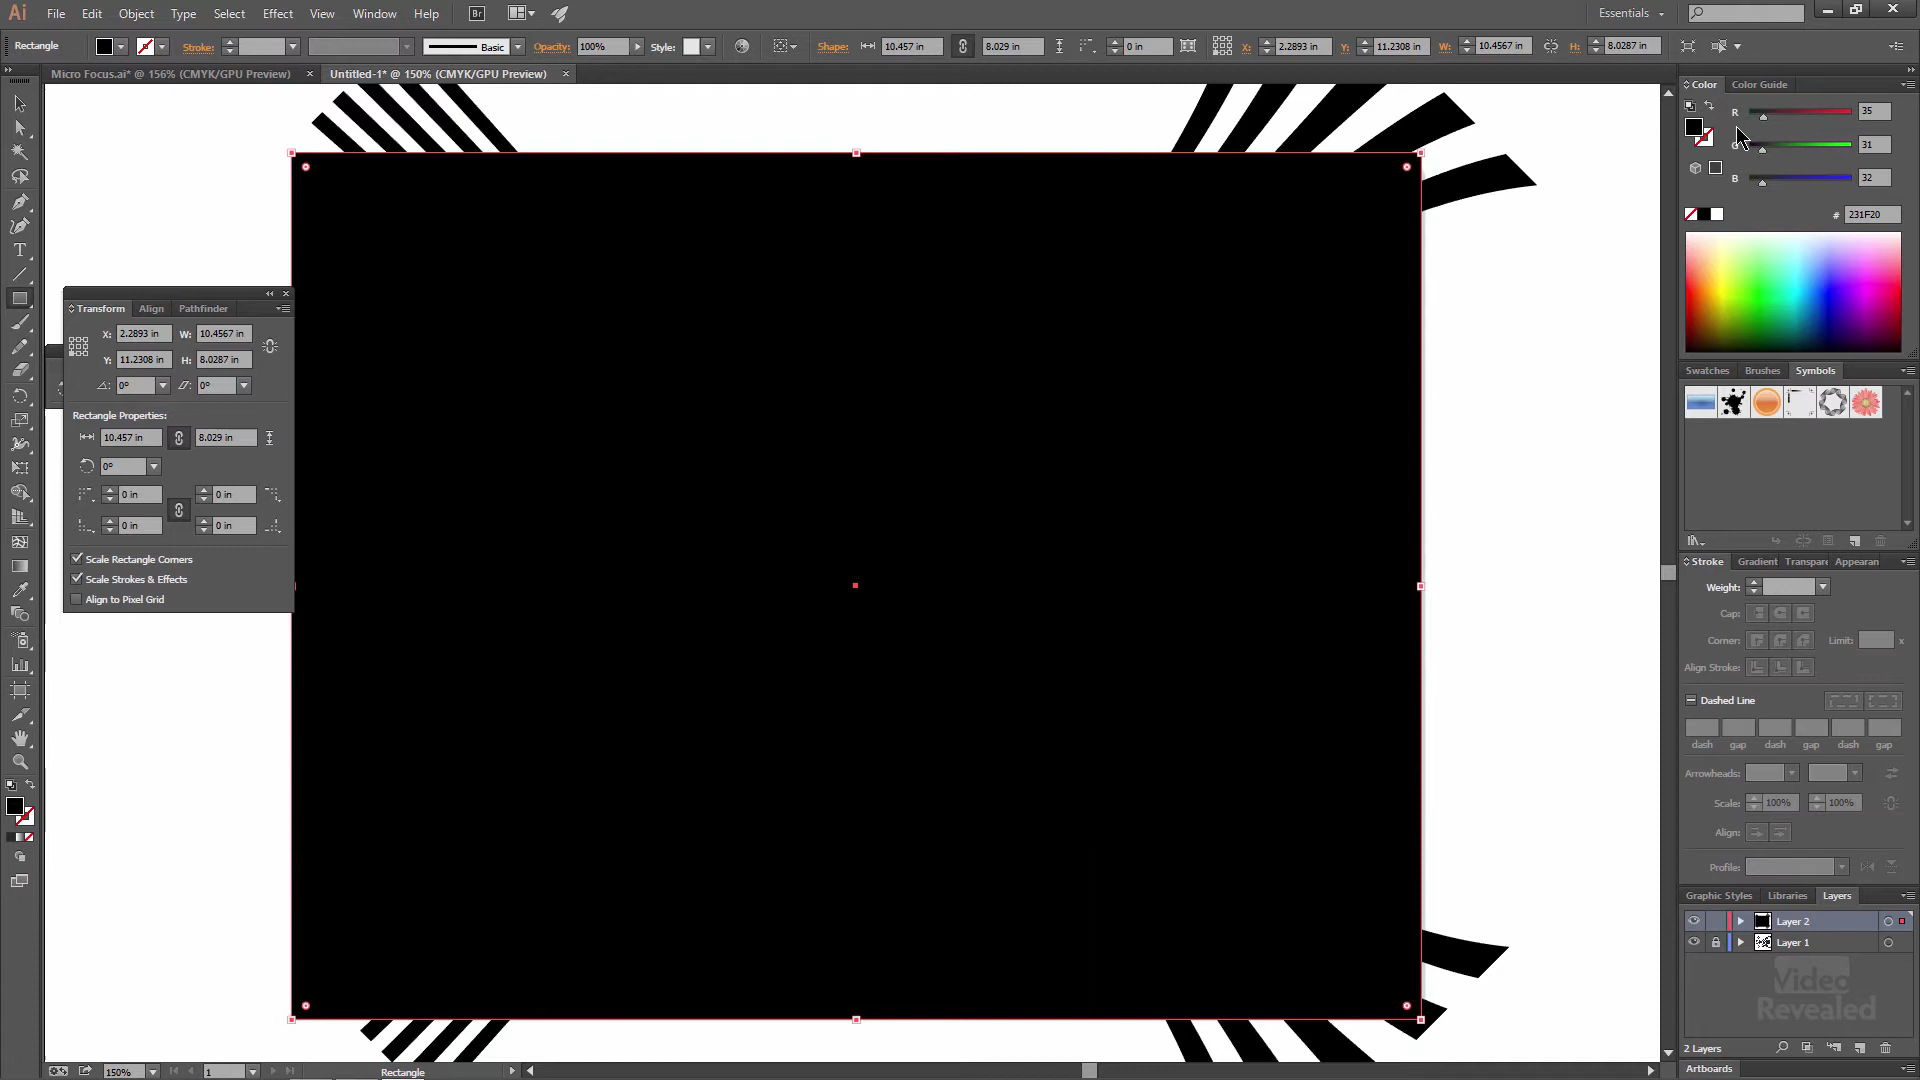 Ai File Edit Object Type Select Effect View Window Help Br Essentials
Rectangle Stroke: Basic Opacity: 100% Style: Shape: 10.457 in 8.029 in 0 in X: 2.2893 in Y: 11.2308 in W: 10.4567 in H: 8.0287 in
Micro Focus.ai* @ 156% (CMYK/GPU Preview) Untitled-1* @ 150% (CMYK/GPU Preview)
Color Color Guide
R 35
G 31
B 32
# 231F20
Transform Align Pathfinder
X: 2.2893 in W: 10.4567 in
Y: 11.2308 in H: 8.0287 in
0° 0°
Rectangle Properties:
10.457 in 8.029 in
0°
0 in 0 in
0 in 0 in
Scale Rectangle Corners
Scale Strokes & Effects
Align to Pixel Grid
Swatches Brushes Symbols
Stroke Gradient Transpare Appearan
Weight:
Cap:
Corner: Limit: x
Align Stroke:
Dashed Line
dash gap dash gap dash gap
Arrowheads:
Scale: 100% 100%
Align:
Profile:
Graphic Styles Libraries Layers
Layer 2
Layer 1
Video
Revealed
2 Layers
Artboards
150% 1 Rectangle